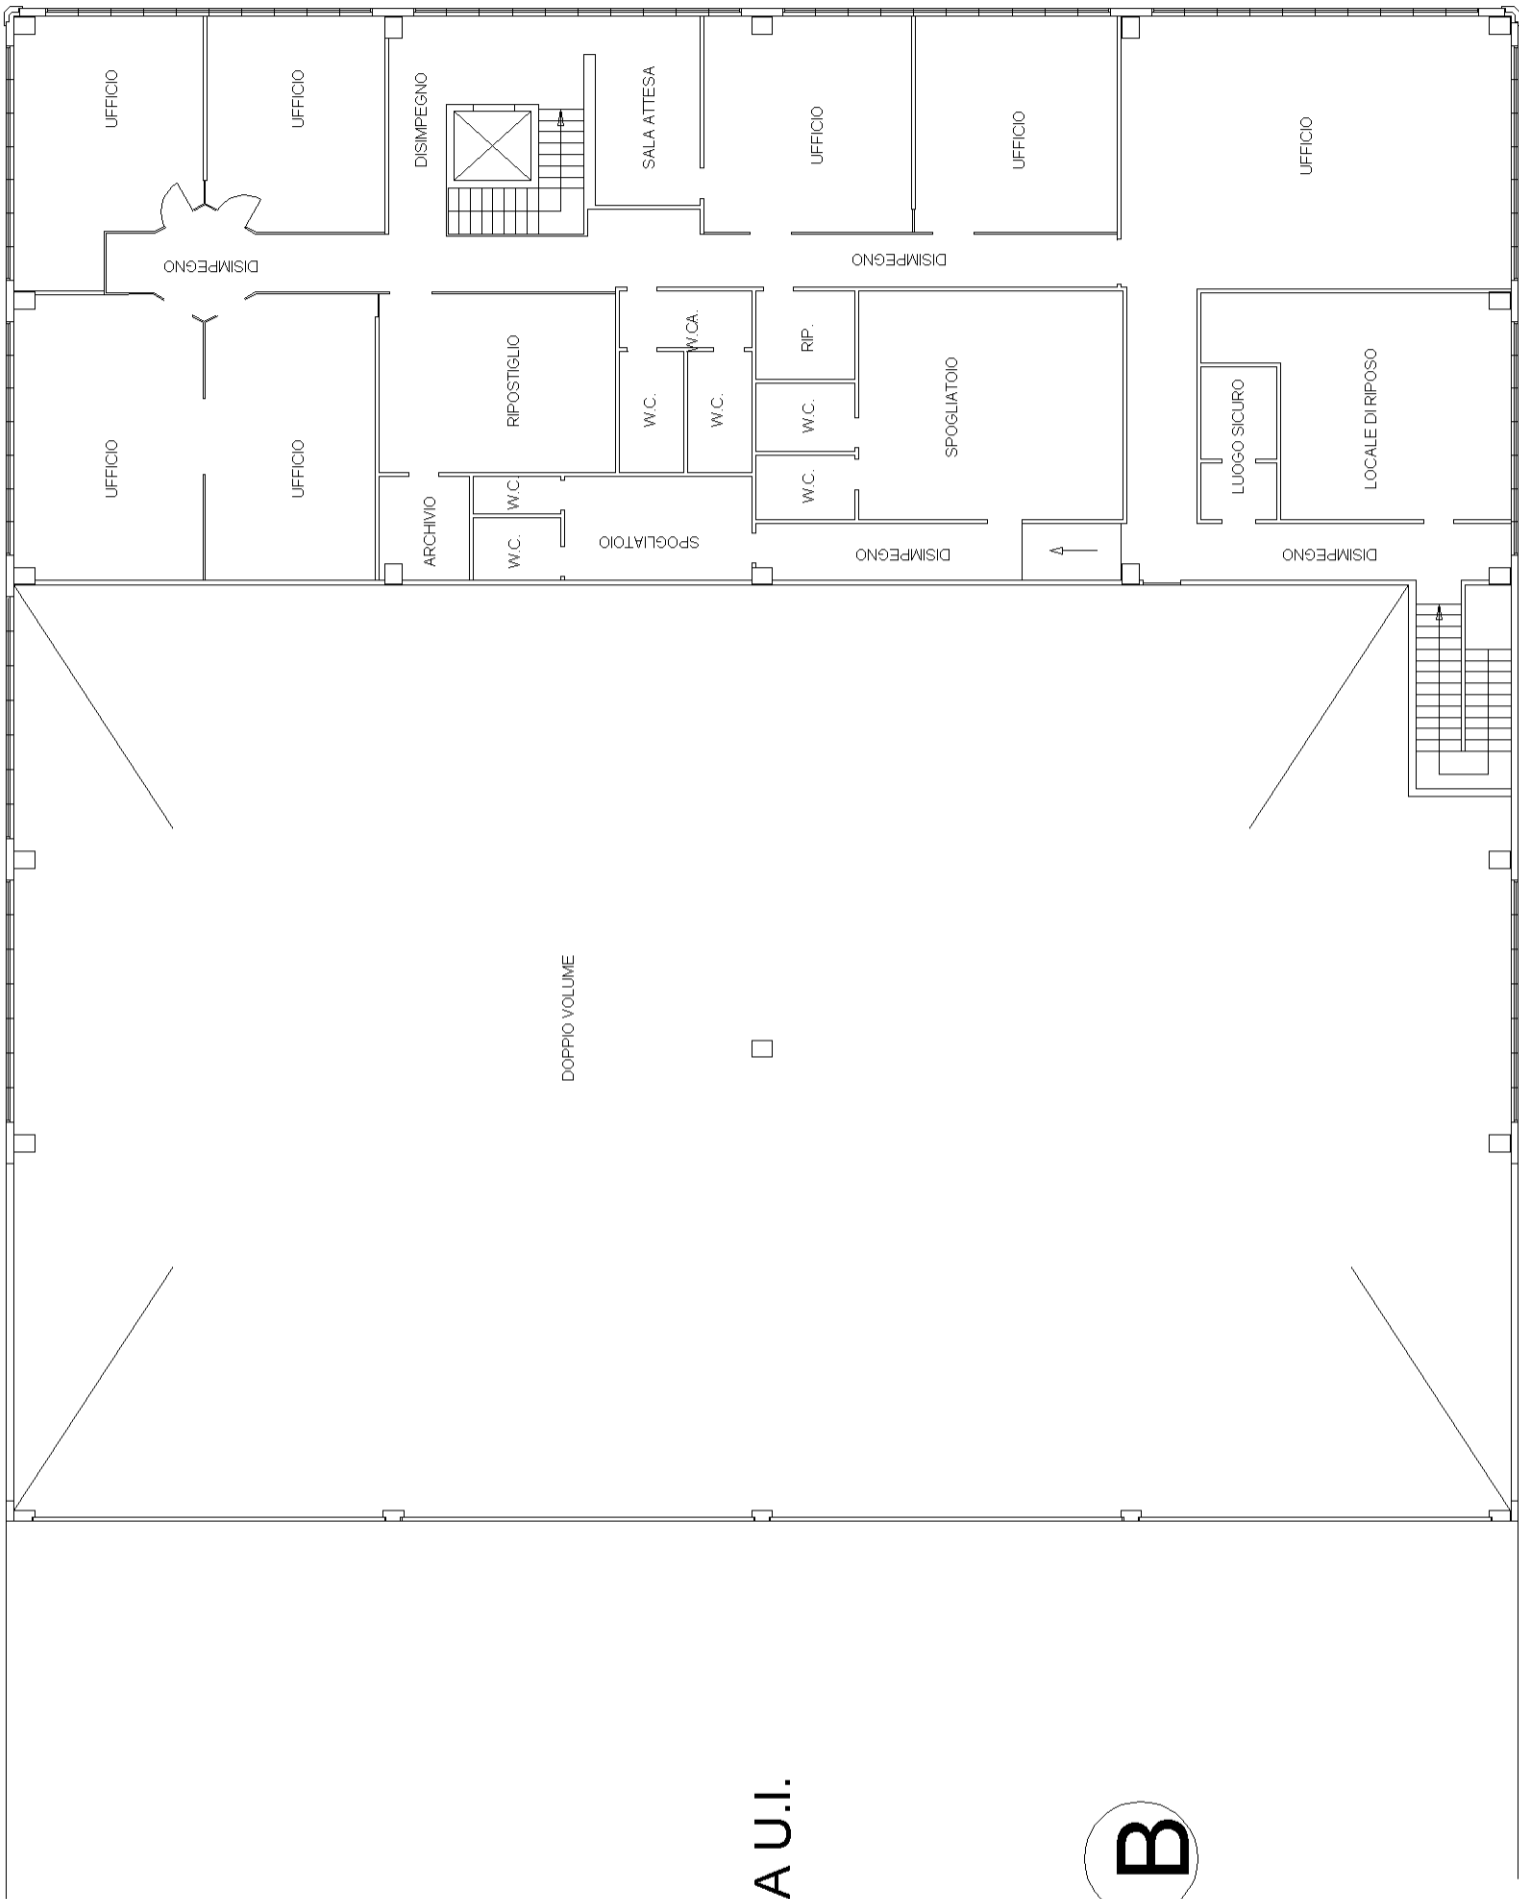 UFFICIO
UFFICIO
DISIMPEGNO
SALA ATTESA
UFFICIO
UFFICIO
UFFICIO
DISIMPEGNO
DISIMPEGNO
UFFICIO
UFFICIO
RIPOSTIGLIO
W.CA.
W.C.
W.C.
RIP.
W.C.
W.C.
SPOGLIATOIO
LUOGO SICURO
LOCALE DI RIPOSO
ARCHIVIO
W.C.
W.C.
SPOGLIATOIO
DISIMPEGNO
DISIMPEGNO
DOPPIO VOLUME
A U.I.
B